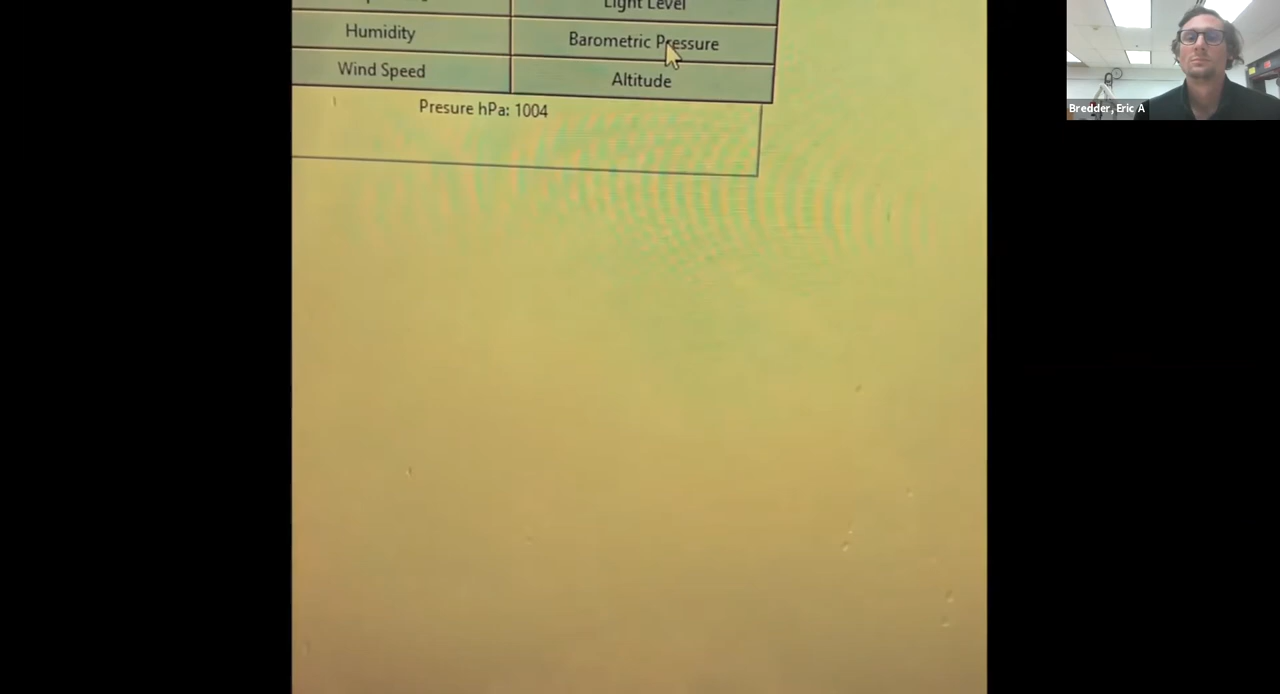 Light Level
Humidity
Barometric Pressure
Wind Speed
Altitude
Presure hPa: 1004
Bredder, Eric A